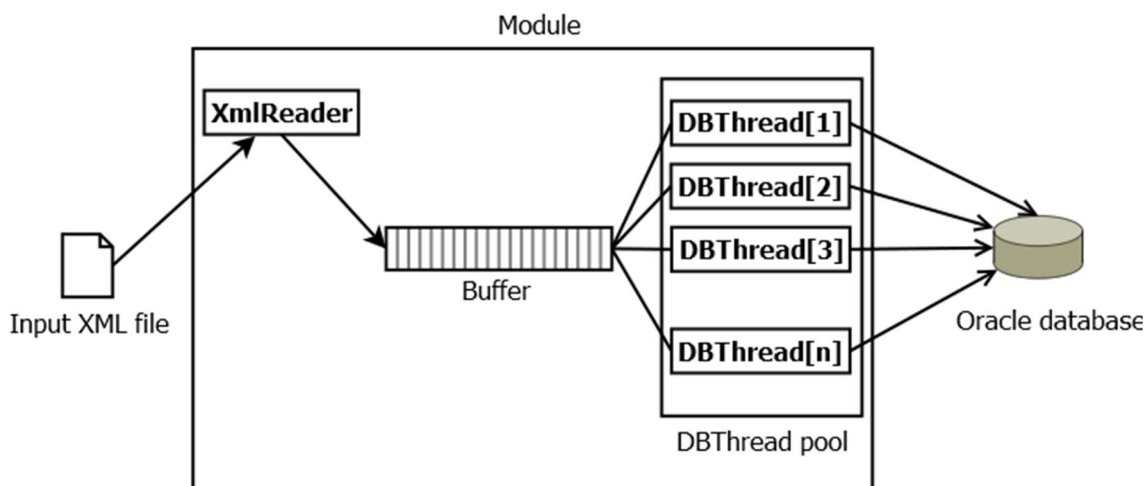 Module
XmlReader
DBThread[1]
DBThread[2]
DBThread[3]
DBThread[n]
Buffer
Input XML file
Oracle database
DBThread pool